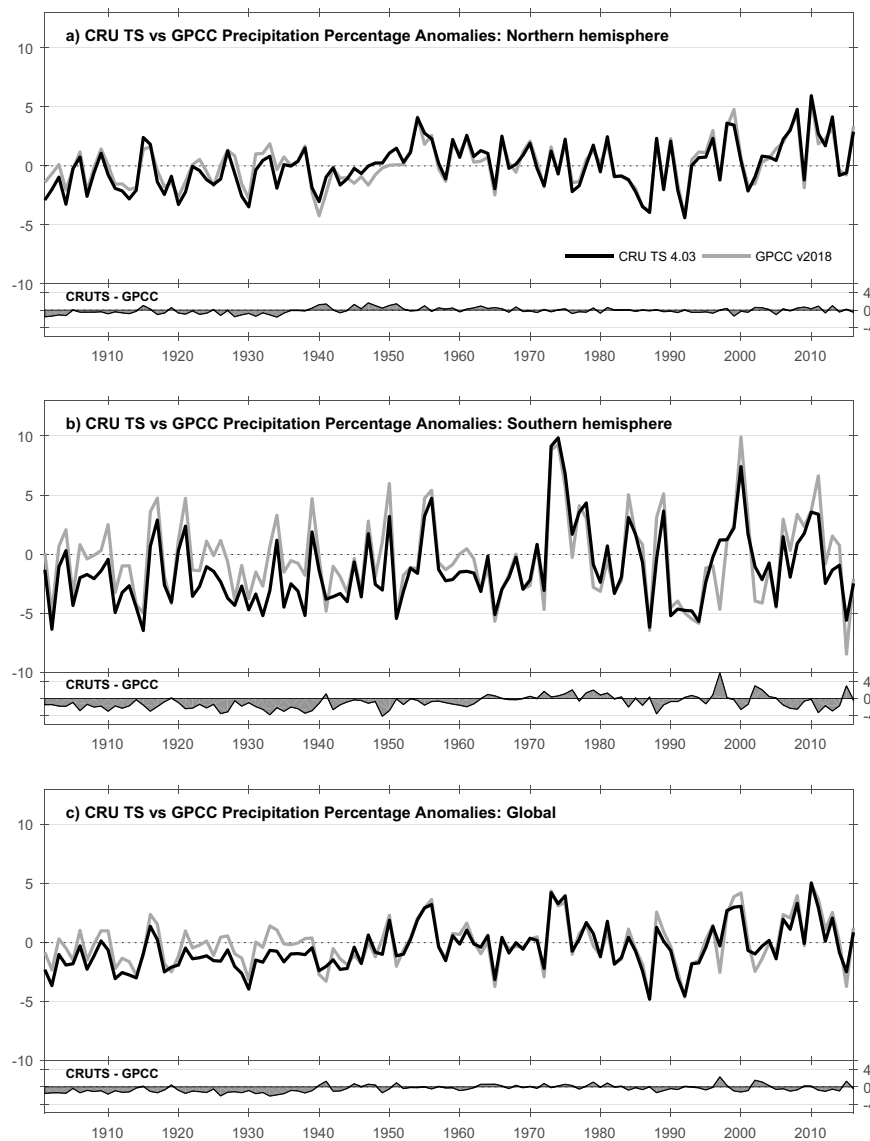 a) CRU TS vs GPCC Precipitation Percentage Anomalies: Northern hemisphere
10
5
0
-5
-10
CRU TS 4.03 GPCC v2018
CRUTS - GPCC
4
0
-4
1910 1920 1930 1940 1950 1960 1970 1980 1990 2000 2010
b) CRU TS vs GPCC Precipitation Percentage Anomalies: Southern hemisphere
10
5
0
-5
-10
CRUTS - GPCC
4
0
-4
1910 1920 1930 1940 1950 1960 1970 1980 1990 2000 2010
c) CRU TS vs GPCC Precipitation Percentage Anomalies: Global
10
5
0
-5
-10
CRUTS - GPCC
4
0
-4
1910 1920 1930 1940 1950 1960 1970 1980 1990 2000 2010